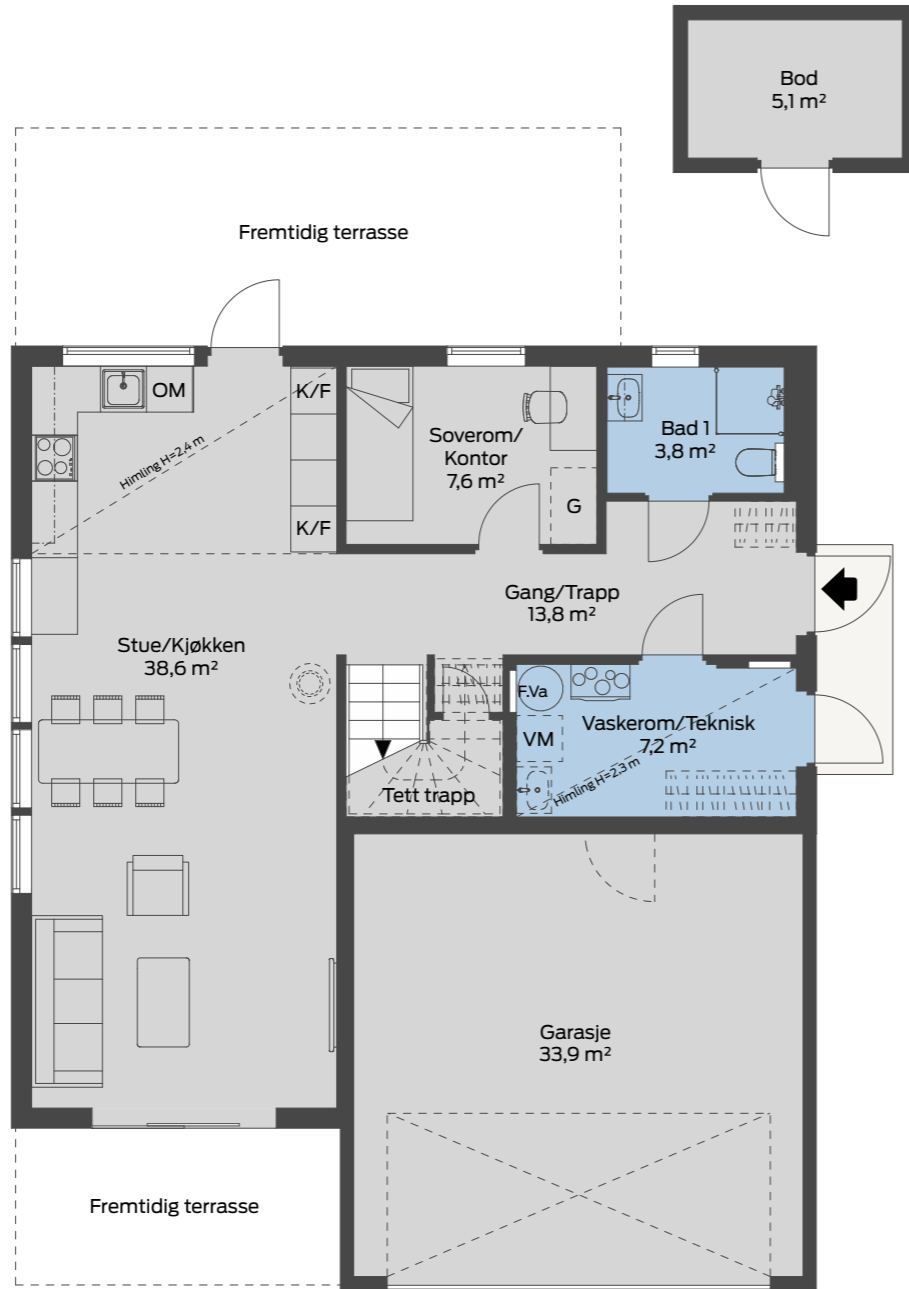 Bod
5,1 m²
Fremtidig terrasse
OM
K/F
Himling H=2,4 m
K/F
Soverom/
Kontor
7,6 m²
G
Bad 1
3,8 m²
Gang/Trapp
13,8 m²
Stue/Kjøkken
38,6 m²
F.Va
VM
Vaskerom/Teknisk
7,2 m²
Himling H=2,3 m
Tett trapp
Garasje
33,9 m²
Fremtidig terrasse